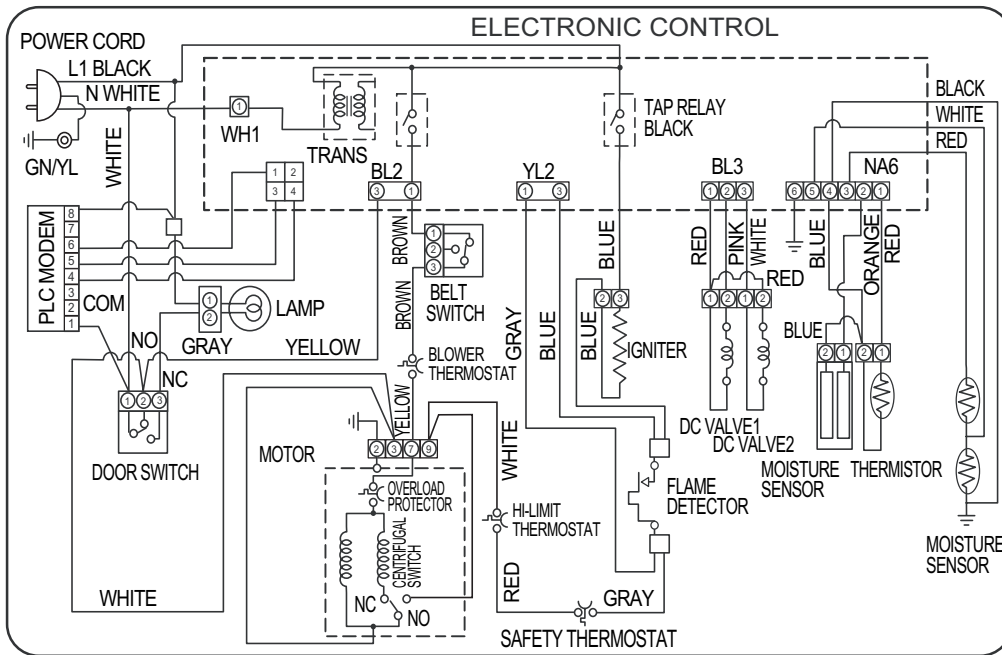 ELECTRONIC CONTROL
POWER CORD
L1 BLACK
N WHITE
GN/YL
WHITE
WH1
1
TRANS
TAP RELAY
BLACK
BLACK
WHITE
RED
1 2
3 4
BL2
3 1
YL2
1 3
BL3
1 2 3
NA6
6 5 4 3 2 1
PLC MODEM
8
7
6
5
4
3
2
1
COM
NO
NC
1
2
LAMP
GRAY
YELLOW
BROWN
1
2
3
BELT
SWITCH
BROWN
BLOWER
THERMOSTAT
YELLOW
GRAY
BLUE
BLUE
BLUE
2 3
IGNITER
RED
PINK
WHITE
RED
1 2 1 2
DC VALVE1
DC VALVE2
BLUE
ORANGE
RED
BLUE
2 1
2 1
MOISTURE
SENSOR
THERMISTOR
MOISTURE
SENSOR
1 2 3
DOOR SWITCH
MOTOR
2 3 7 9
OVERLOAD
PROTECTOR
CENTRIFUGAL
SWITCH
NC
NO
WHITE
WHITE
HI-LIMIT
THERMOSTAT
RED
GRAY
SAFETY THERMOSTAT
FLAME
DETECTOR